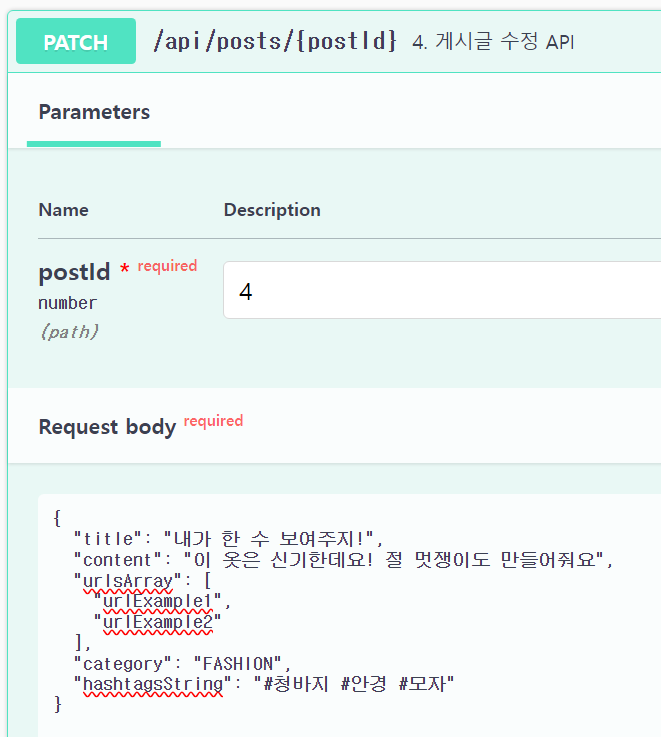 PATCH /api/posts/{postId} 4. 게시글 수정 API
Parameters
Name Description
postId * required
number
(path)
4
Request body required
{
"title": "내가 한 수 보여주지!",
"content": "이 옷은 신기한데요! 절 멋쟁이도 만들어줘요",
"urlsArray": [
"urlExample1",
"urlExample2"
],
"category": "FASHION",
"hashtagsString": "#청바지 #안경 #모자"
}